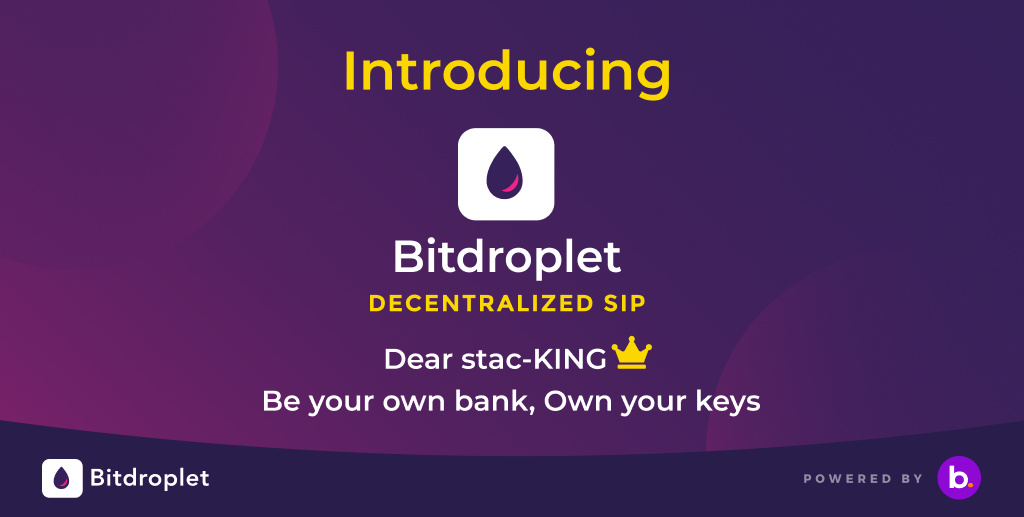 Introducing
Bitdroplet
DECENTRALIZED SIP
Dear stac-KING
Be your own bank, Own your keys
Bitdroplet
POWERED BY
b.